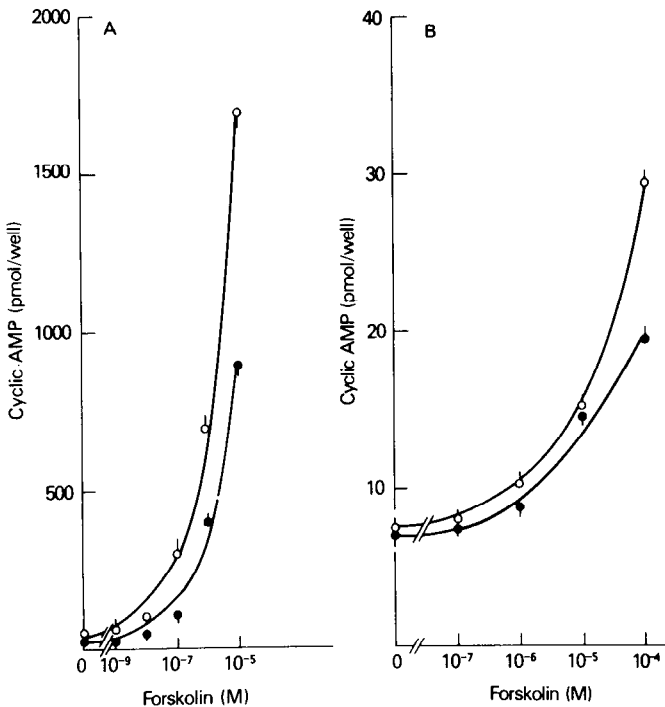 A
2000
1500
1000
500
Cyclic AMP (pmol/well)
0 10⁻⁹ 10⁻⁷ 10⁻⁵
Forskolin (M)
B
40
30
20
10
Cyclic AMP (pmol/well)
0 10⁻⁷ 10⁻⁶ 10⁻⁵ 10⁻⁴
Forskolin (M)